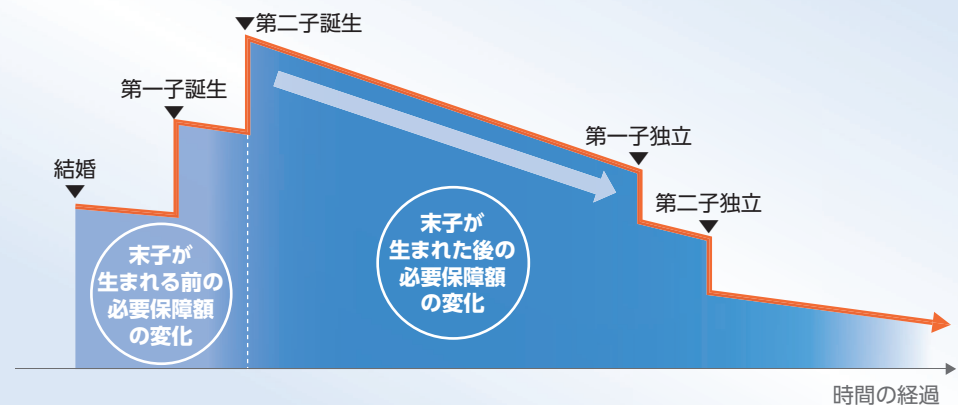 ▼第二子誕生
第一子誕生
▼
結婚
▼
第一子独立
▼
第二子独立
▼
末子が
生まれる前の
必要保障額
の変化
末子が
生まれた後の
必要保障額
の変化
時間の経過